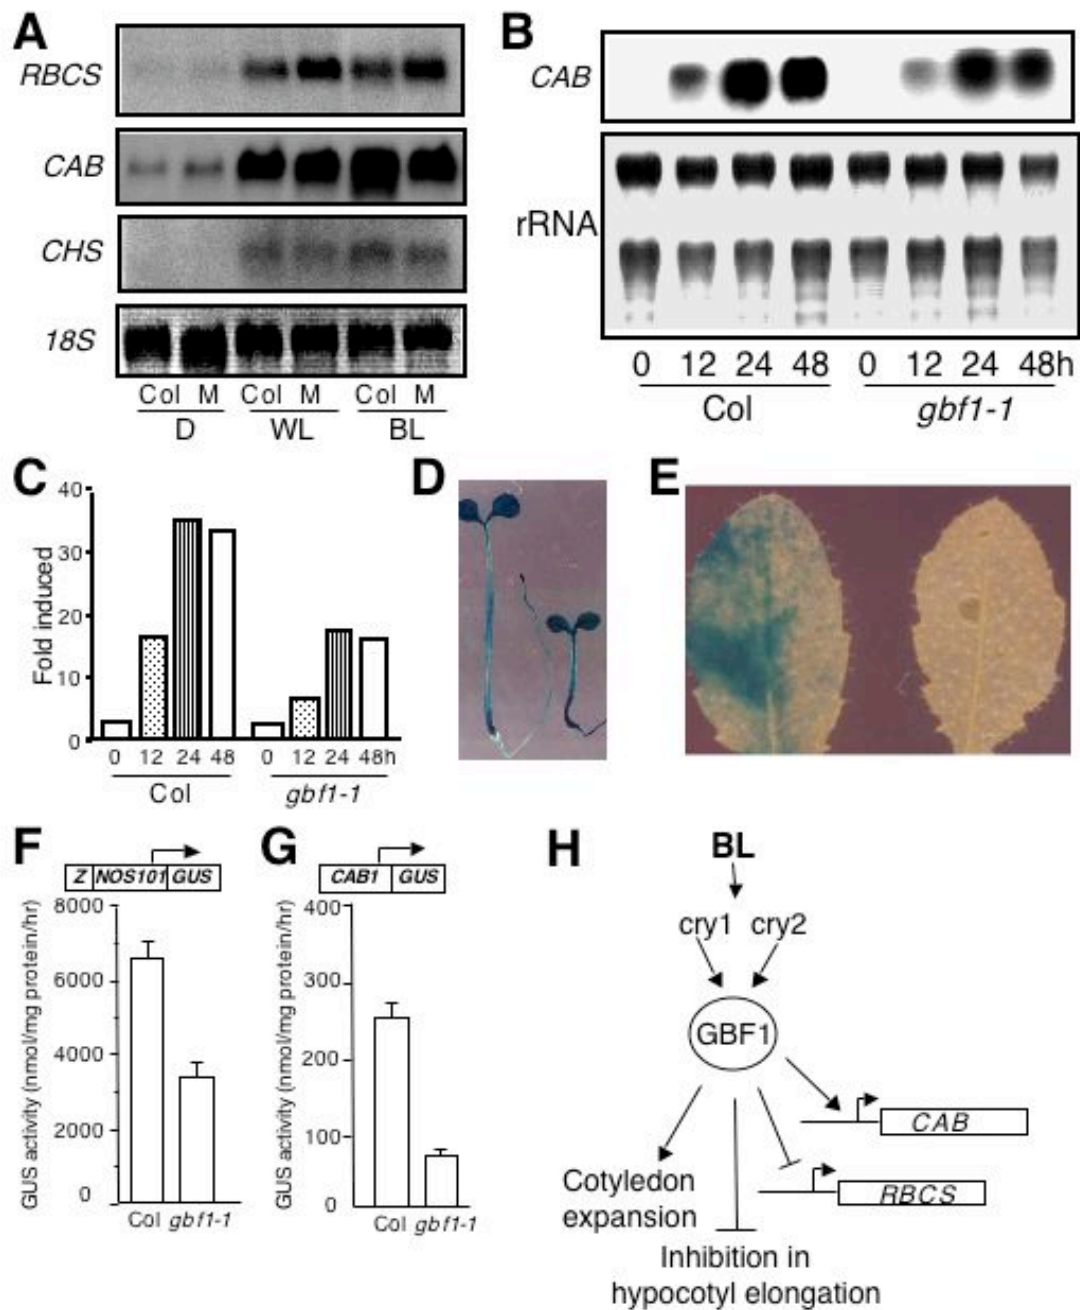 A
RBCS
CAB
CHS
18S
Col M Col M Col M
D WL BL
B
CAB
rRNA
0 12 24 48 0 12 24 48h
Col gbf1-1
C
Fold induced
40
30
20
10
0
0 12 24 48 0 12 24 48h
Col gbf1-1
D
E
F
Z NOS101 GUS
GUS activity (nmol/mg protein/hr)
8000
6000
4000
2000
0
Col gbf1-1
G
CAB1 GUS
GUS activity (nmol/mg protein/hr)
400
300
200
100
0
Col gbf1-1
H
BL
cry1 cry2
GBF1
CAB
RBCS
Cotyledon
expansion
Inhibition in
hypocotyl elongation